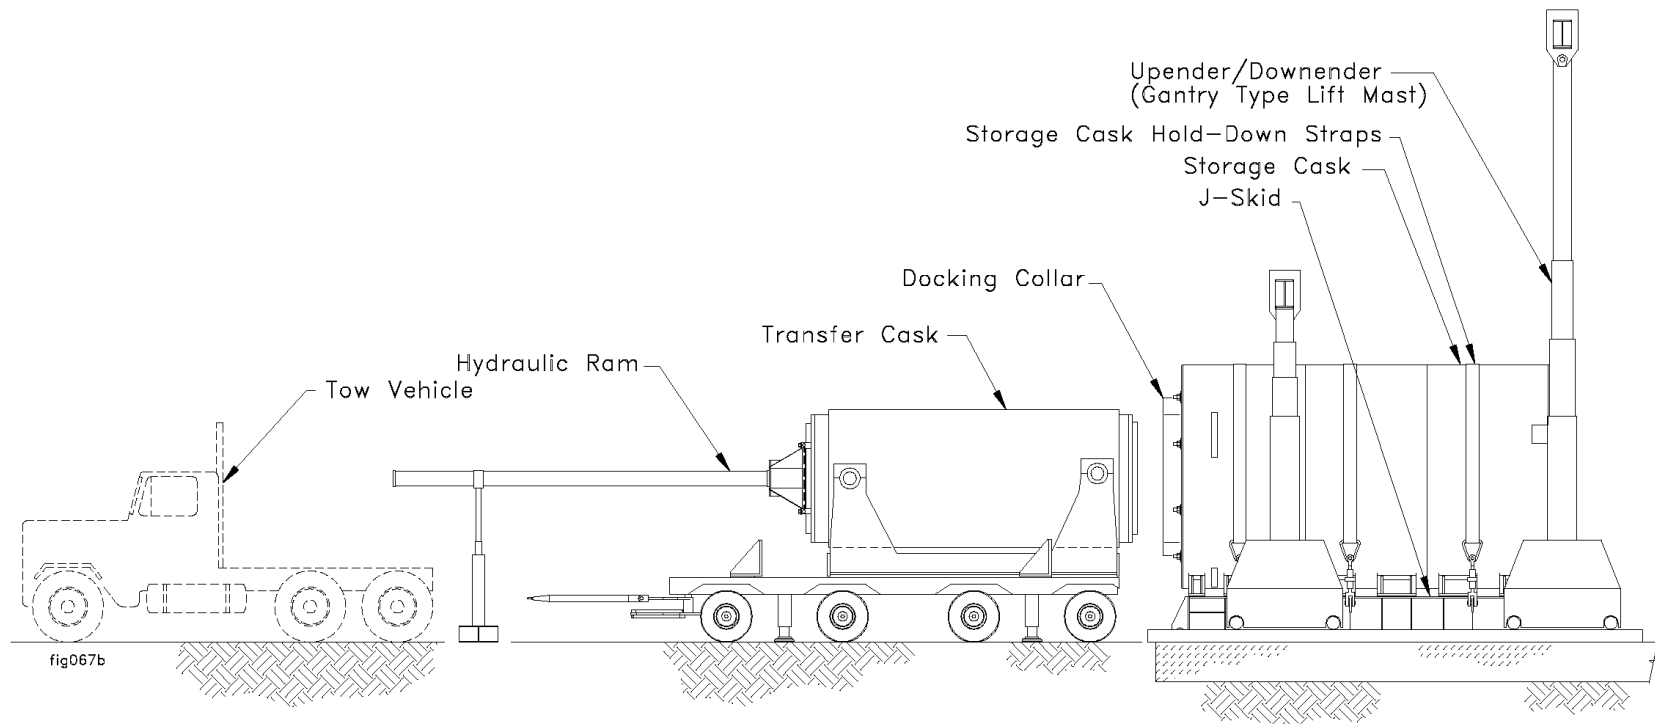 Upender/Downender
(Gantry Type Lift Mast)
Storage Cask Hold-Down Straps
Storage Cask
J-Skid
Docking Collar
Transfer Cask
Hydraulic Ram
Tow Vehicle
fig067b